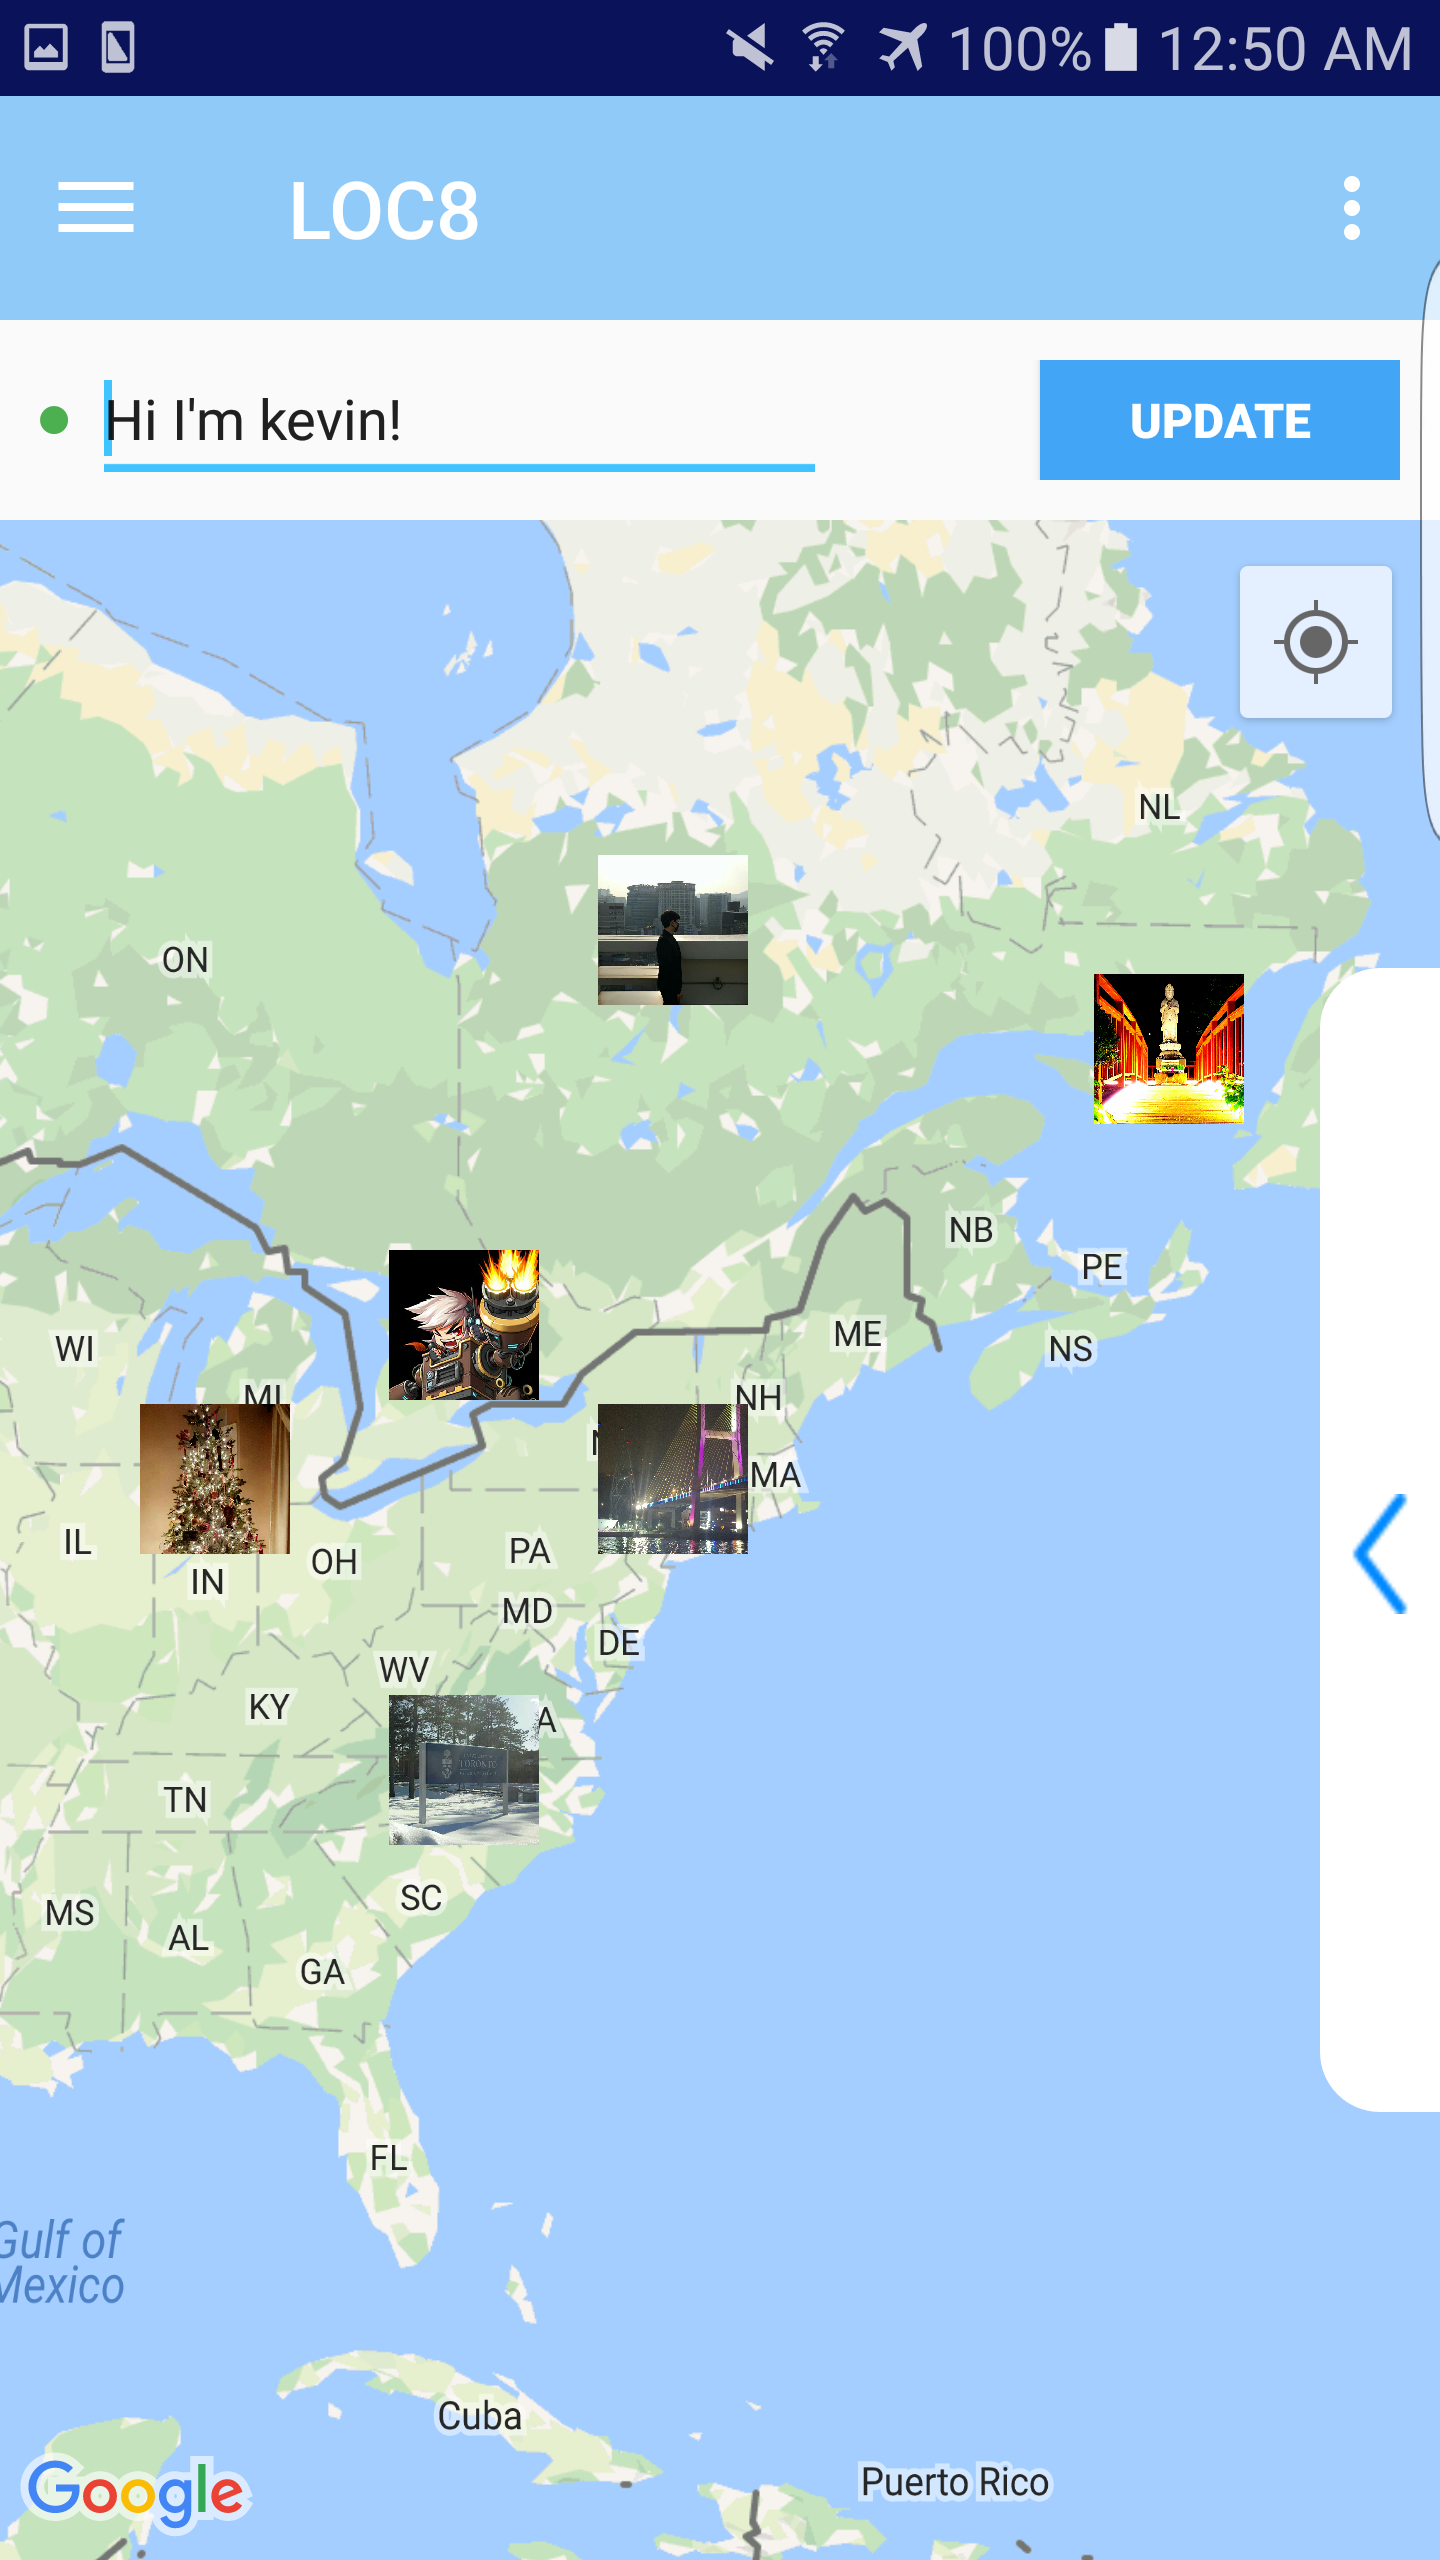 100% 12:50 AM
LOC8
Hi I'm kevin!
UPDATE
NL
ON
NB
PE
ME
NS
WI
MI
NH
MA
IL
OH
PA
IN
MD
DE
WV
KY
A
TORONTO
TN
SC
MS
AL
GA
FL
Gulf of
Mexico
Cuba
Puerto Rico
Google